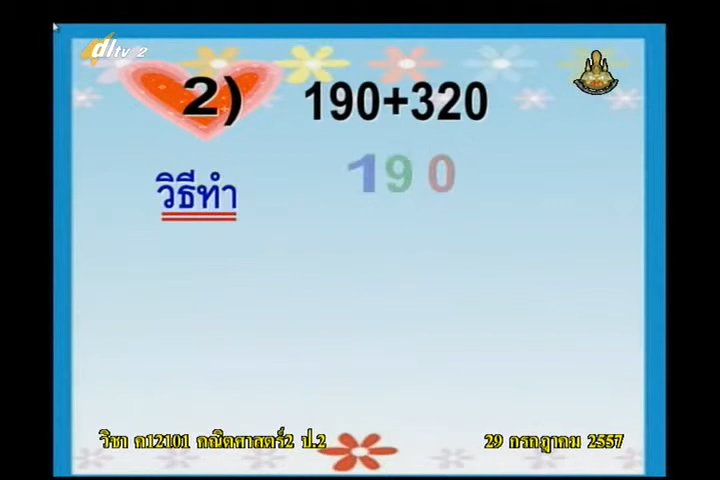 dltv 2
2) 190+320
วิธีทำ 190
วิชา ค12101 คณิตศาสตร์2 ป.2 29 กรกฎาคม 2557